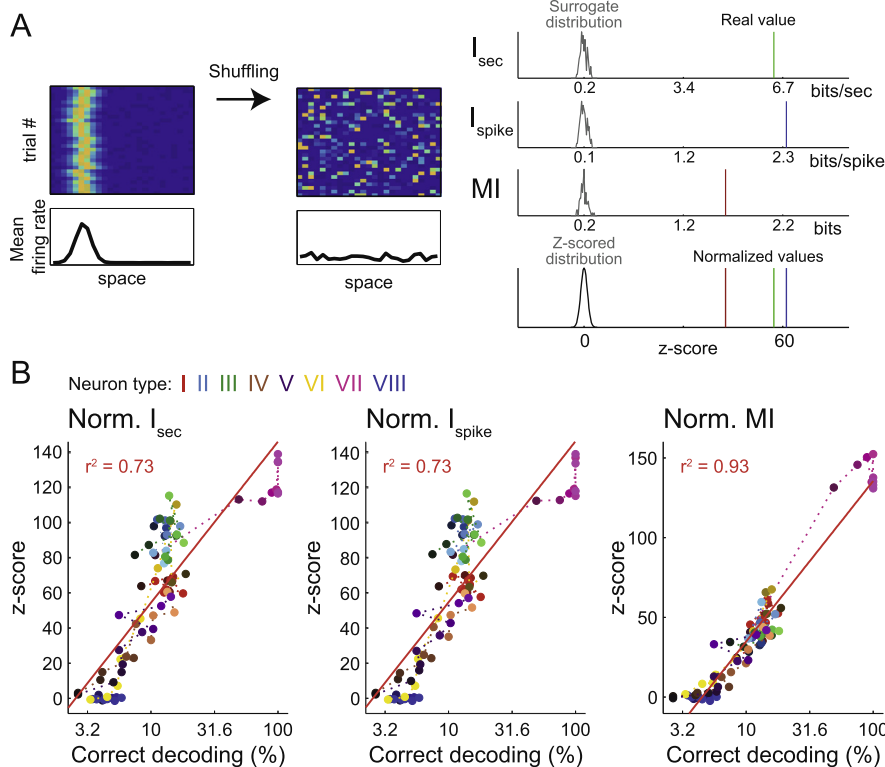 A
Shuffling
trial #
Mean
firing rate
space
space
Surrogate
distribution
Real value
I sec
0.2 3.4 6.7 bits/sec
I spike
0.1 1.2 2.3 bits/spike
MI
0.2 1.2 2.2 bits
Z-scored
distribution
Normalized values
0 z-score 60
B
Neuron type: I II III IV V VI VII VIII
Norm. I sec
r² = 0.73
z-score
140
120
100
80
60
40
20
0
3.2 10 31.6 100
Correct decoding (%)
Norm. I spike
r² = 0.73
z-score
140
120
100
80
60
40
20
0
3.2 10 31.6 100
Correct decoding (%)
Norm. MI
r² = 0.93
z-score
150
100
50
0
3.2 10 31.6 100
Correct decoding (%)